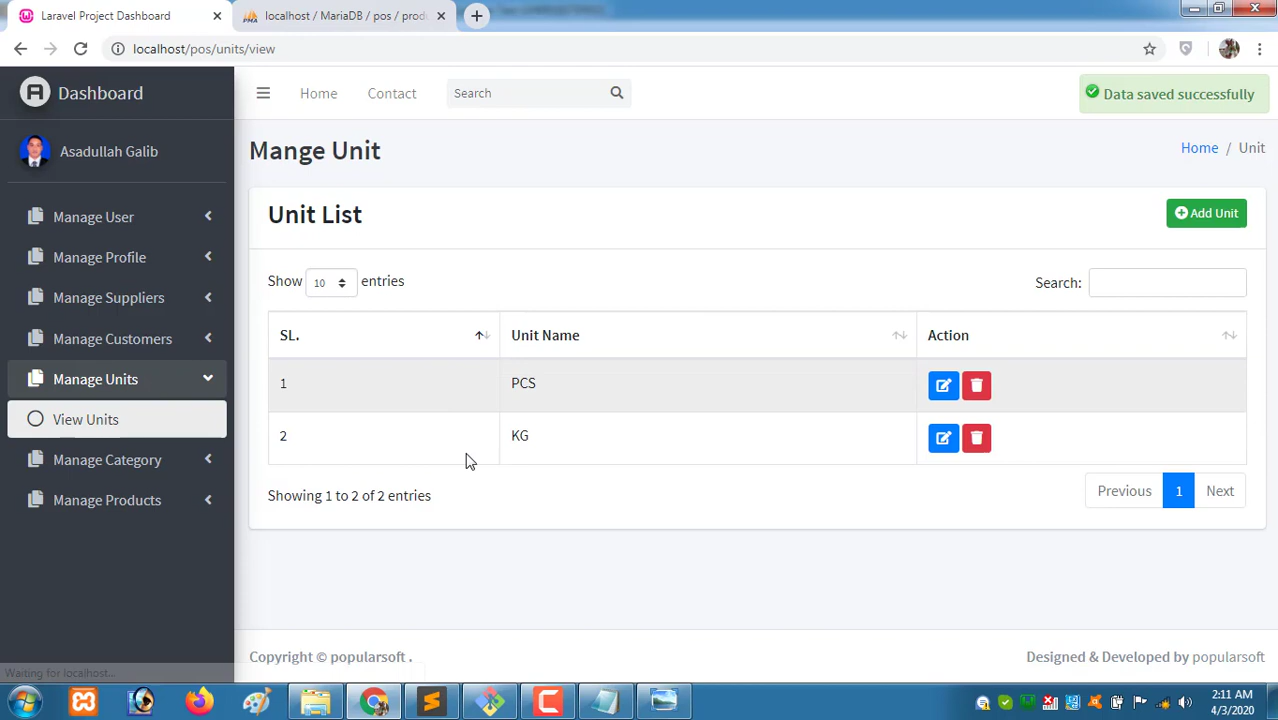 Laravel Project Dashboard
localhost / MariaDB / pos / produ
localhost/pos/units/view
Dashboard
Home
Contact
Search
Data saved successfully
Asadullah Galib
Mange Unit
Home / Unit
Manage User
Manage Profile
Manage Suppliers
Manage Customers
Manage Units
View Units
Manage Category
Manage Products
Unit List
Add Unit
Show 10 entries
Search:
SL. Unit Name Action
1 PCS
2 KG
Showing 1 to 2 of 2 entries
Previous 1 Next
Copyright © popularsoft .
Designed & Developed by popularsoft
Waiting for localhost...
2:11 AM
4/3/2020